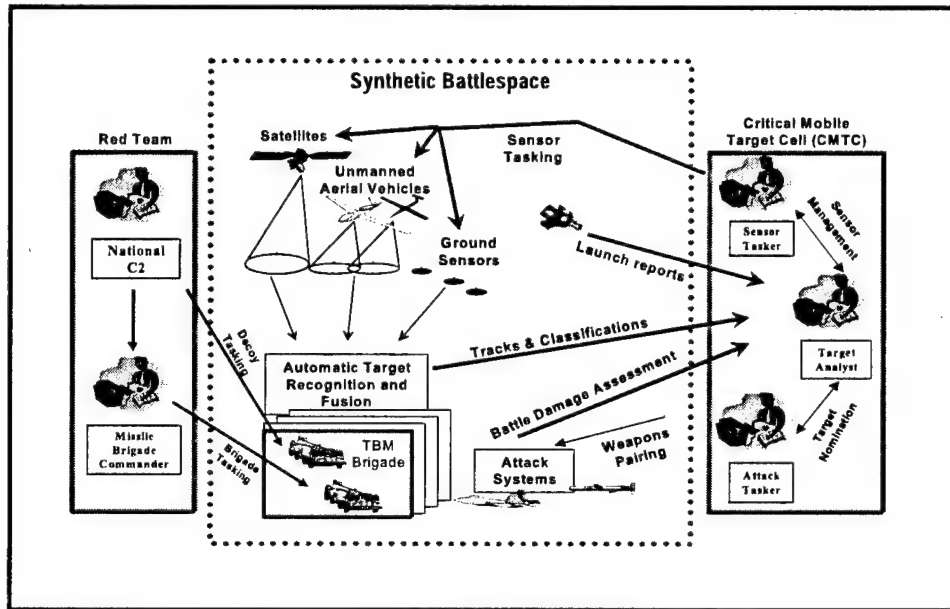 Synthetic Battlespace
Red Team
National
C2
Missile
Brigade
Commander
Decoy
Tasking
Brigade
Tasking
Satellites
Unmanned
Aerial Vehicles
Sensor
Tasking
Ground
Sensors
Launch reports
Automatic Target
Recognition and
Fusion
Tracks & Classifications
Battle Damage Assessment
TBM
Brigade
Attack
Systems
Weapons
Pairing
Critical Mobile
Target Cell (CMTC)
Sensor
Management
Sensor
Tasker
Target
Analyst
Target
Nomination
Attack
Tasker